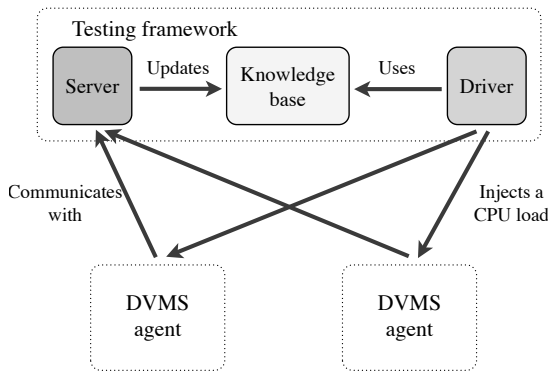 Testing framework
Server
Updates
Knowledge
base
Uses
Driver
Communicates
with
Injects a
CPU load
DVMS
agent
DVMS
agent